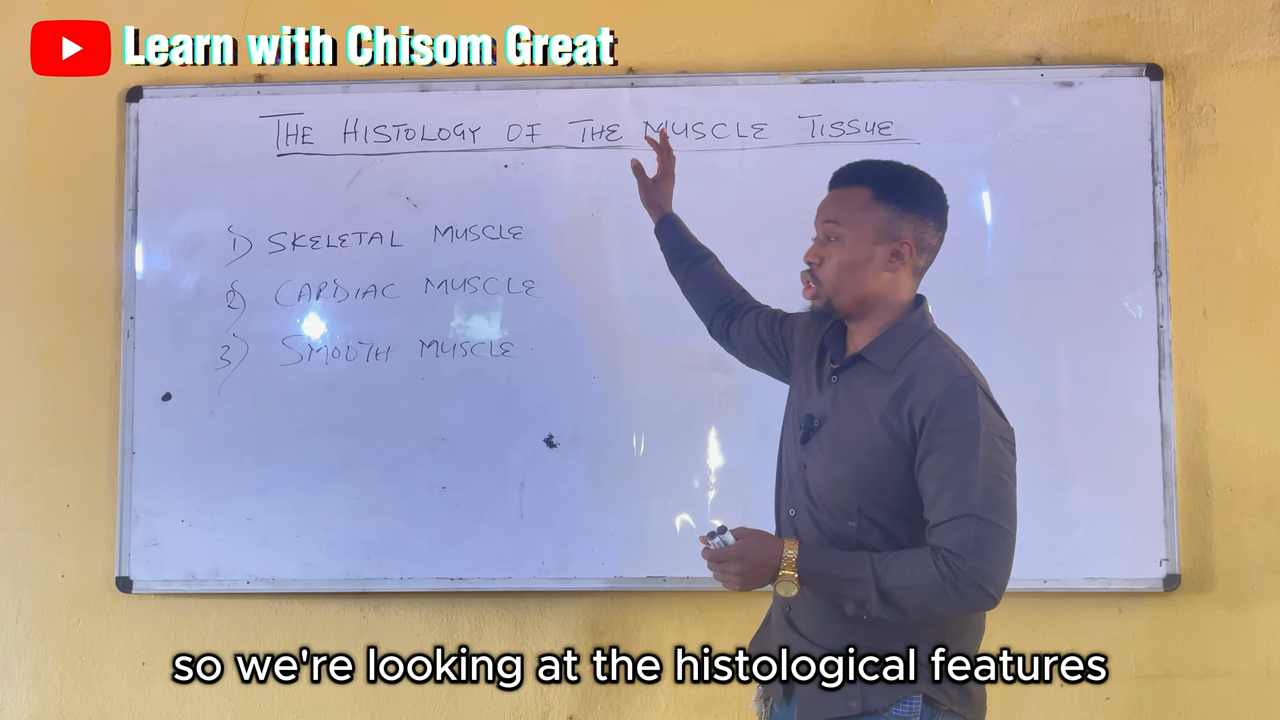 Learn with Chisom Great
THE HISTOLOGY OF THE MUSCLE TISSUE
1) SKELETAL MUSCLE
2) CARDIAC MUSCLE
3) SMOOTH MUSCLE.
so we're looking at the histological features